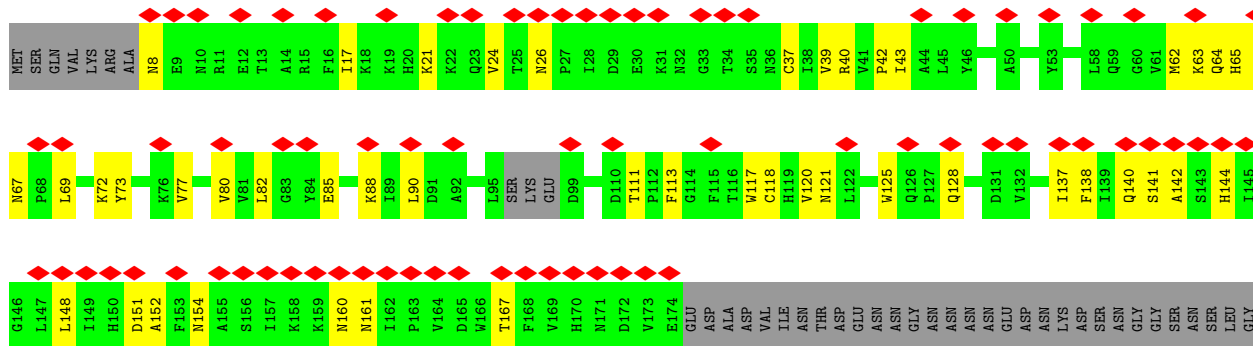 MET SER GLN VAL LYS ARG ALA N8 E9 N10 R11 E12 T13 A14 R15 F16 I17 K18 K19 H20 K21 K22 Q23 V24 T25 N26 P27 I28 D29 E30 K31 N32 G33 T34 S35 N36 C37 I38 V39 R40 V41 P42 I43 A44 L45 Y46 A50 Y53 L58 Q59 G60 V61 M62 K63 Q64 H65
N67 P68 L69 K72 Y73 K76 V77 V80 V81 L82 G83 Y84 E85 K88 I89 L90 D91 A92 L95 SER LYS GLU D99 D110 T111 P112 F113 G114 F115 T116 W117 C118 H119 V120 N121 L122 W125 Q126 P127 Q128 D131 V132 I137 F138 I139 Q140 S141 A142 S143 H144 I145
G146 L147 L148 I149 H150 D151 A152 F153 N154 A155 S156 I157 K158 K159 N160 N161 I162 P163 V164 D165 W166 T167 F168 V169 H170 N171 D172 V173 E174 GLU ASP ALA ASP VAL ILE ASN THR ASP GLU ASN ASN GLY ASN ASN ASN GLU ASP ASN LYS ASP SER ASN GLY GLY SER ASN SER LEU GLY